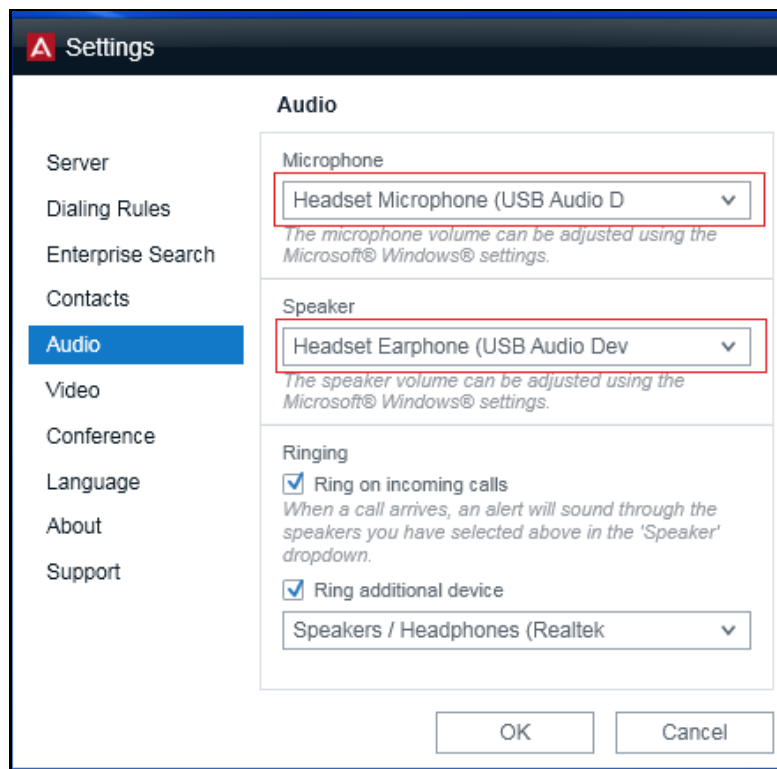 Settings
Audio
Server
Dialing Rules
Enterprise Search
Contacts
Audio
Video
Conference
Language
About
Support
Microphone
Headset Microphone (USB Audio D
The microphone volume can be adjusted using the
Microsoft® Windows® settings.
Speaker
Headset Earphone (USB Audio Dev
The speaker volume can be adjusted using the
Microsoft® Windows® settings.
Ringing
Ring on incoming calls
When a call arrives, an alert will sound through the
speakers you have selected above in the 'Speaker'
dropdown.
Ring additional device
Speakers / Headphones (Realtek
OK
Cancel